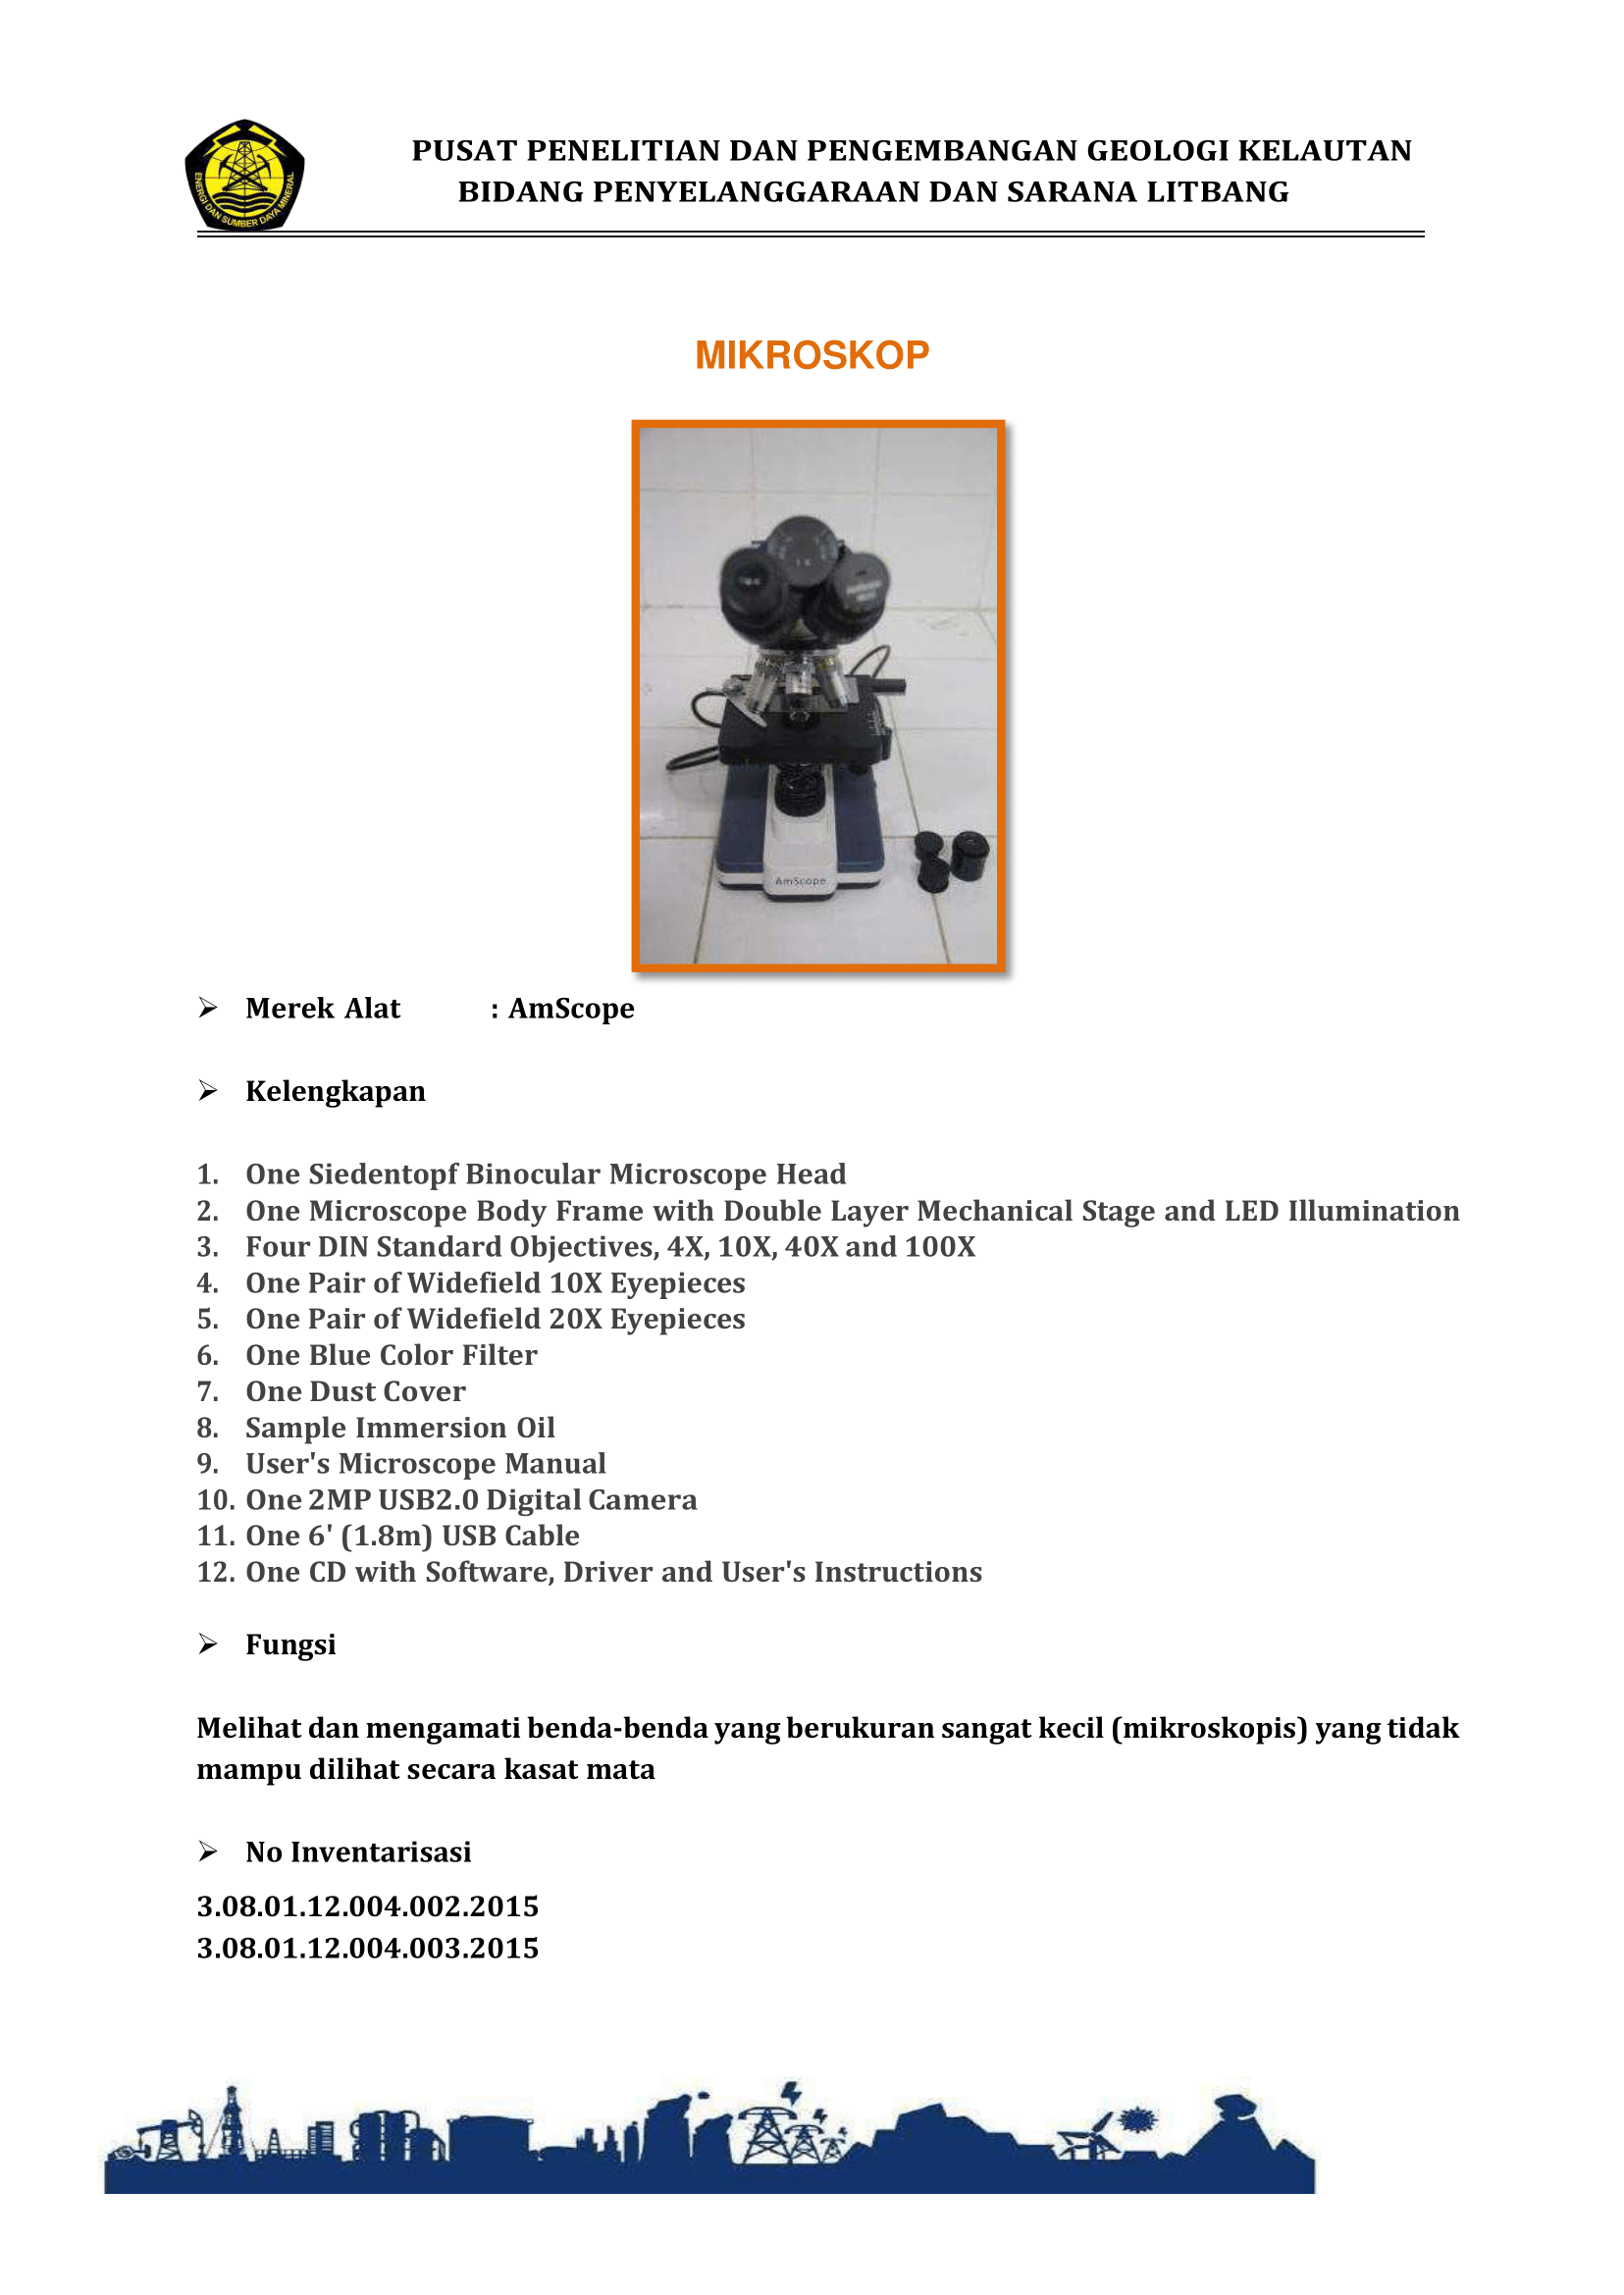 ENERGI DAN SUMBER DAYA MINERAL
PUSAT PENELITIAN DAN PENGEMBANGAN GEOLOGI KELAUTAN
BIDANG PENYELANGGARAAN DAN SARANA LITBANG
MIKROSKOP
AmScope
➢ Merek Alat : AmScope
➢ Kelengkapan
1. One Siedentopf Binocular Microscope Head
2. One Microscope Body Frame with Double Layer Mechanical Stage and LED Illumination
3. Four DIN Standard Objectives, 4X, 10X, 40X and 100X
4. One Pair of Widefield 10X Eyepieces
5. One Pair of Widefield 20X Eyepieces
6. One Blue Color Filter
7. One Dust Cover
8. Sample Immersion Oil
9. User's Microscope Manual
10. One 2MP USB2.0 Digital Camera
11. One 6' (1.8m) USB Cable
12. One CD with Software, Driver and User's Instructions
➢ Fungsi
Melihat dan mengamati benda-benda yang berukuran sangat kecil (mikroskopis) yang tidak
mampu dilihat secara kasat mata
➢ No Inventarisasi
3.08.01.12.004.002.2015
3.08.01.12.004.003.2015